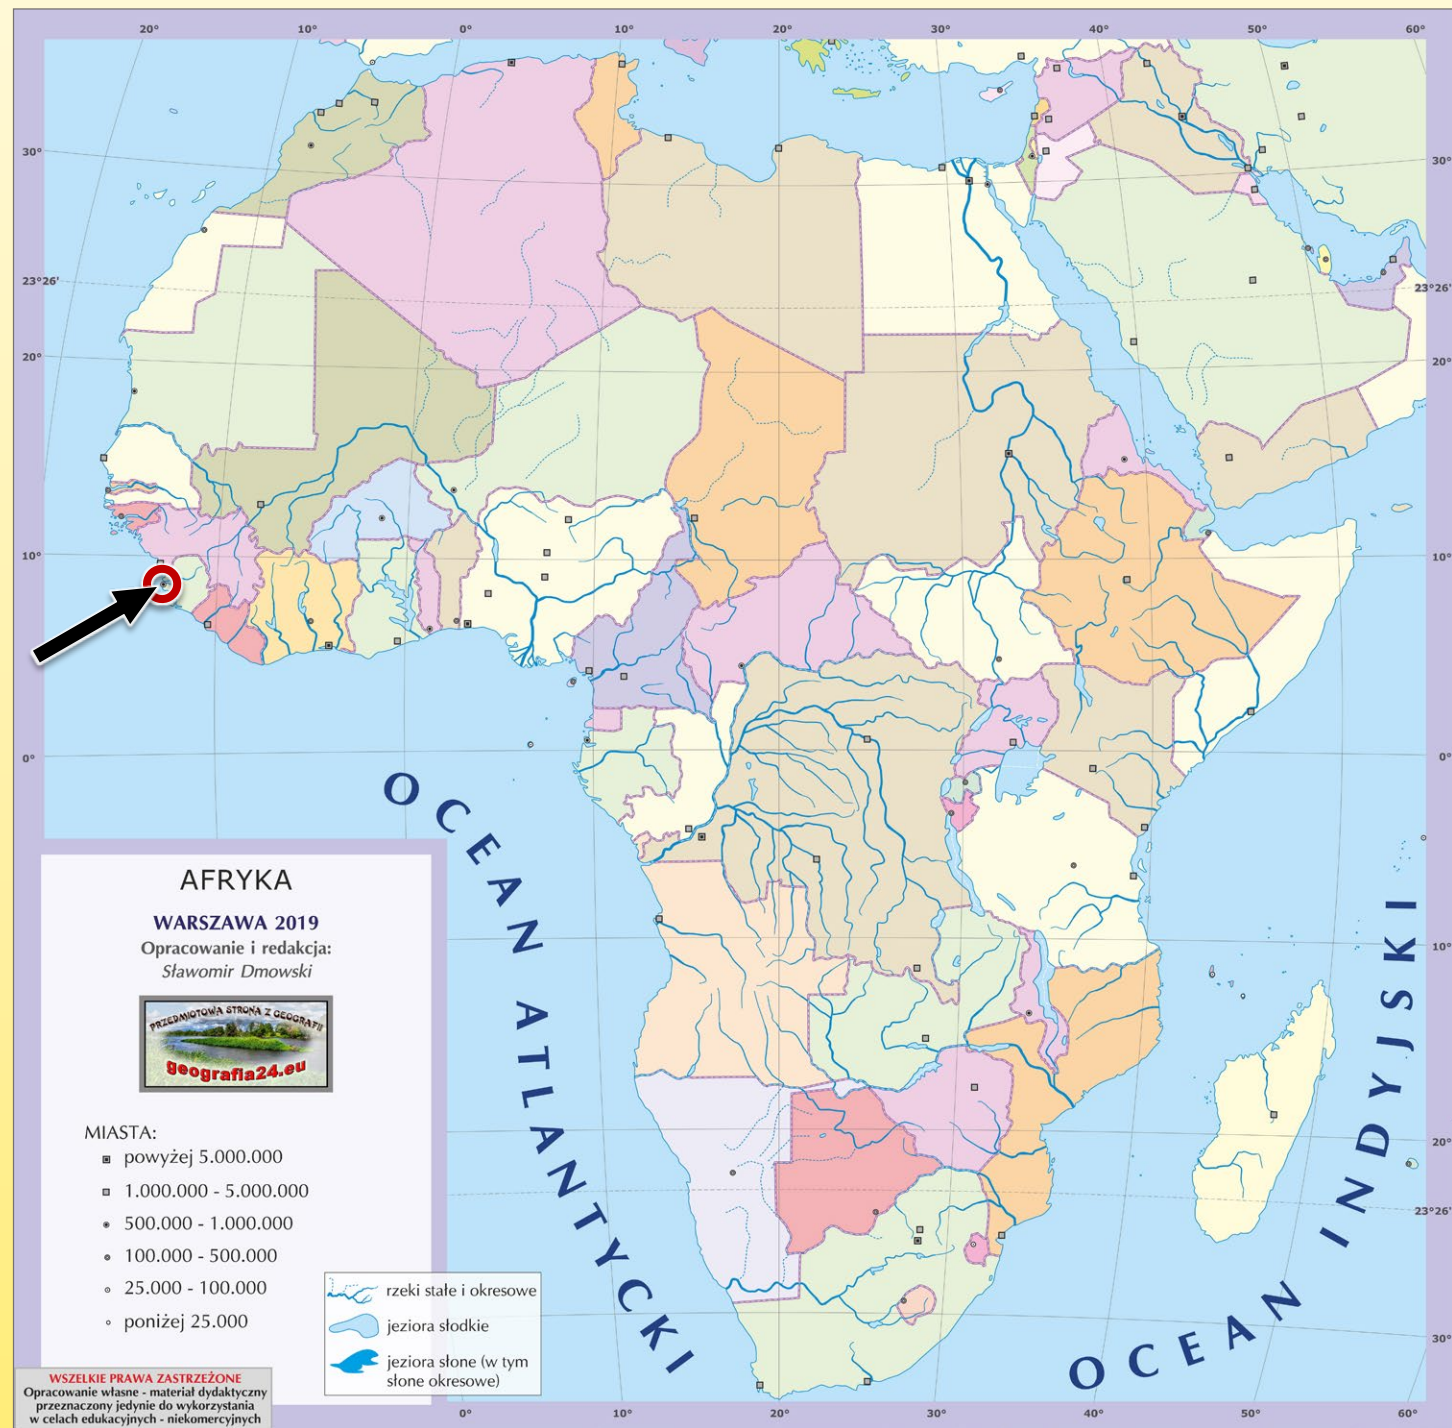 20° 10° 0° 10° 20° 30° 40° 50° 60°
30° 30°
23°26' 23°26'
20° 20°
10° 10°
0° 0°
10°
20°
23°26'
30°
OCEAN ATLANTYCKI
OCEAN INDYJSKI
AFRYKA
WARSZAWA 2019
Opracowanie i redakcja:
Sławomir Dmowski
PRZEDMIOTOWA STRONA Z GEOGRAFII
geografia24.eu
MIASTA:
powyżej 5.000.000
1.000.000 - 5.000.000
500.000 - 1.000.000
100.000 - 500.000
25.000 - 100.000
poniżej 25.000
rzeki stałe i okresowe
jeziora słodkie
jeziora słone (w tym
słone okresowe)
WSZELKIE PRAWA ZASTRZEŻONE
Opracowanie własne - materiał dydaktyczny
przeznaczony jedynie do wykorzystania
w celach edukacyjnych - niekomercyjnych
0° 10° 20° 30° 40° 50° 60°